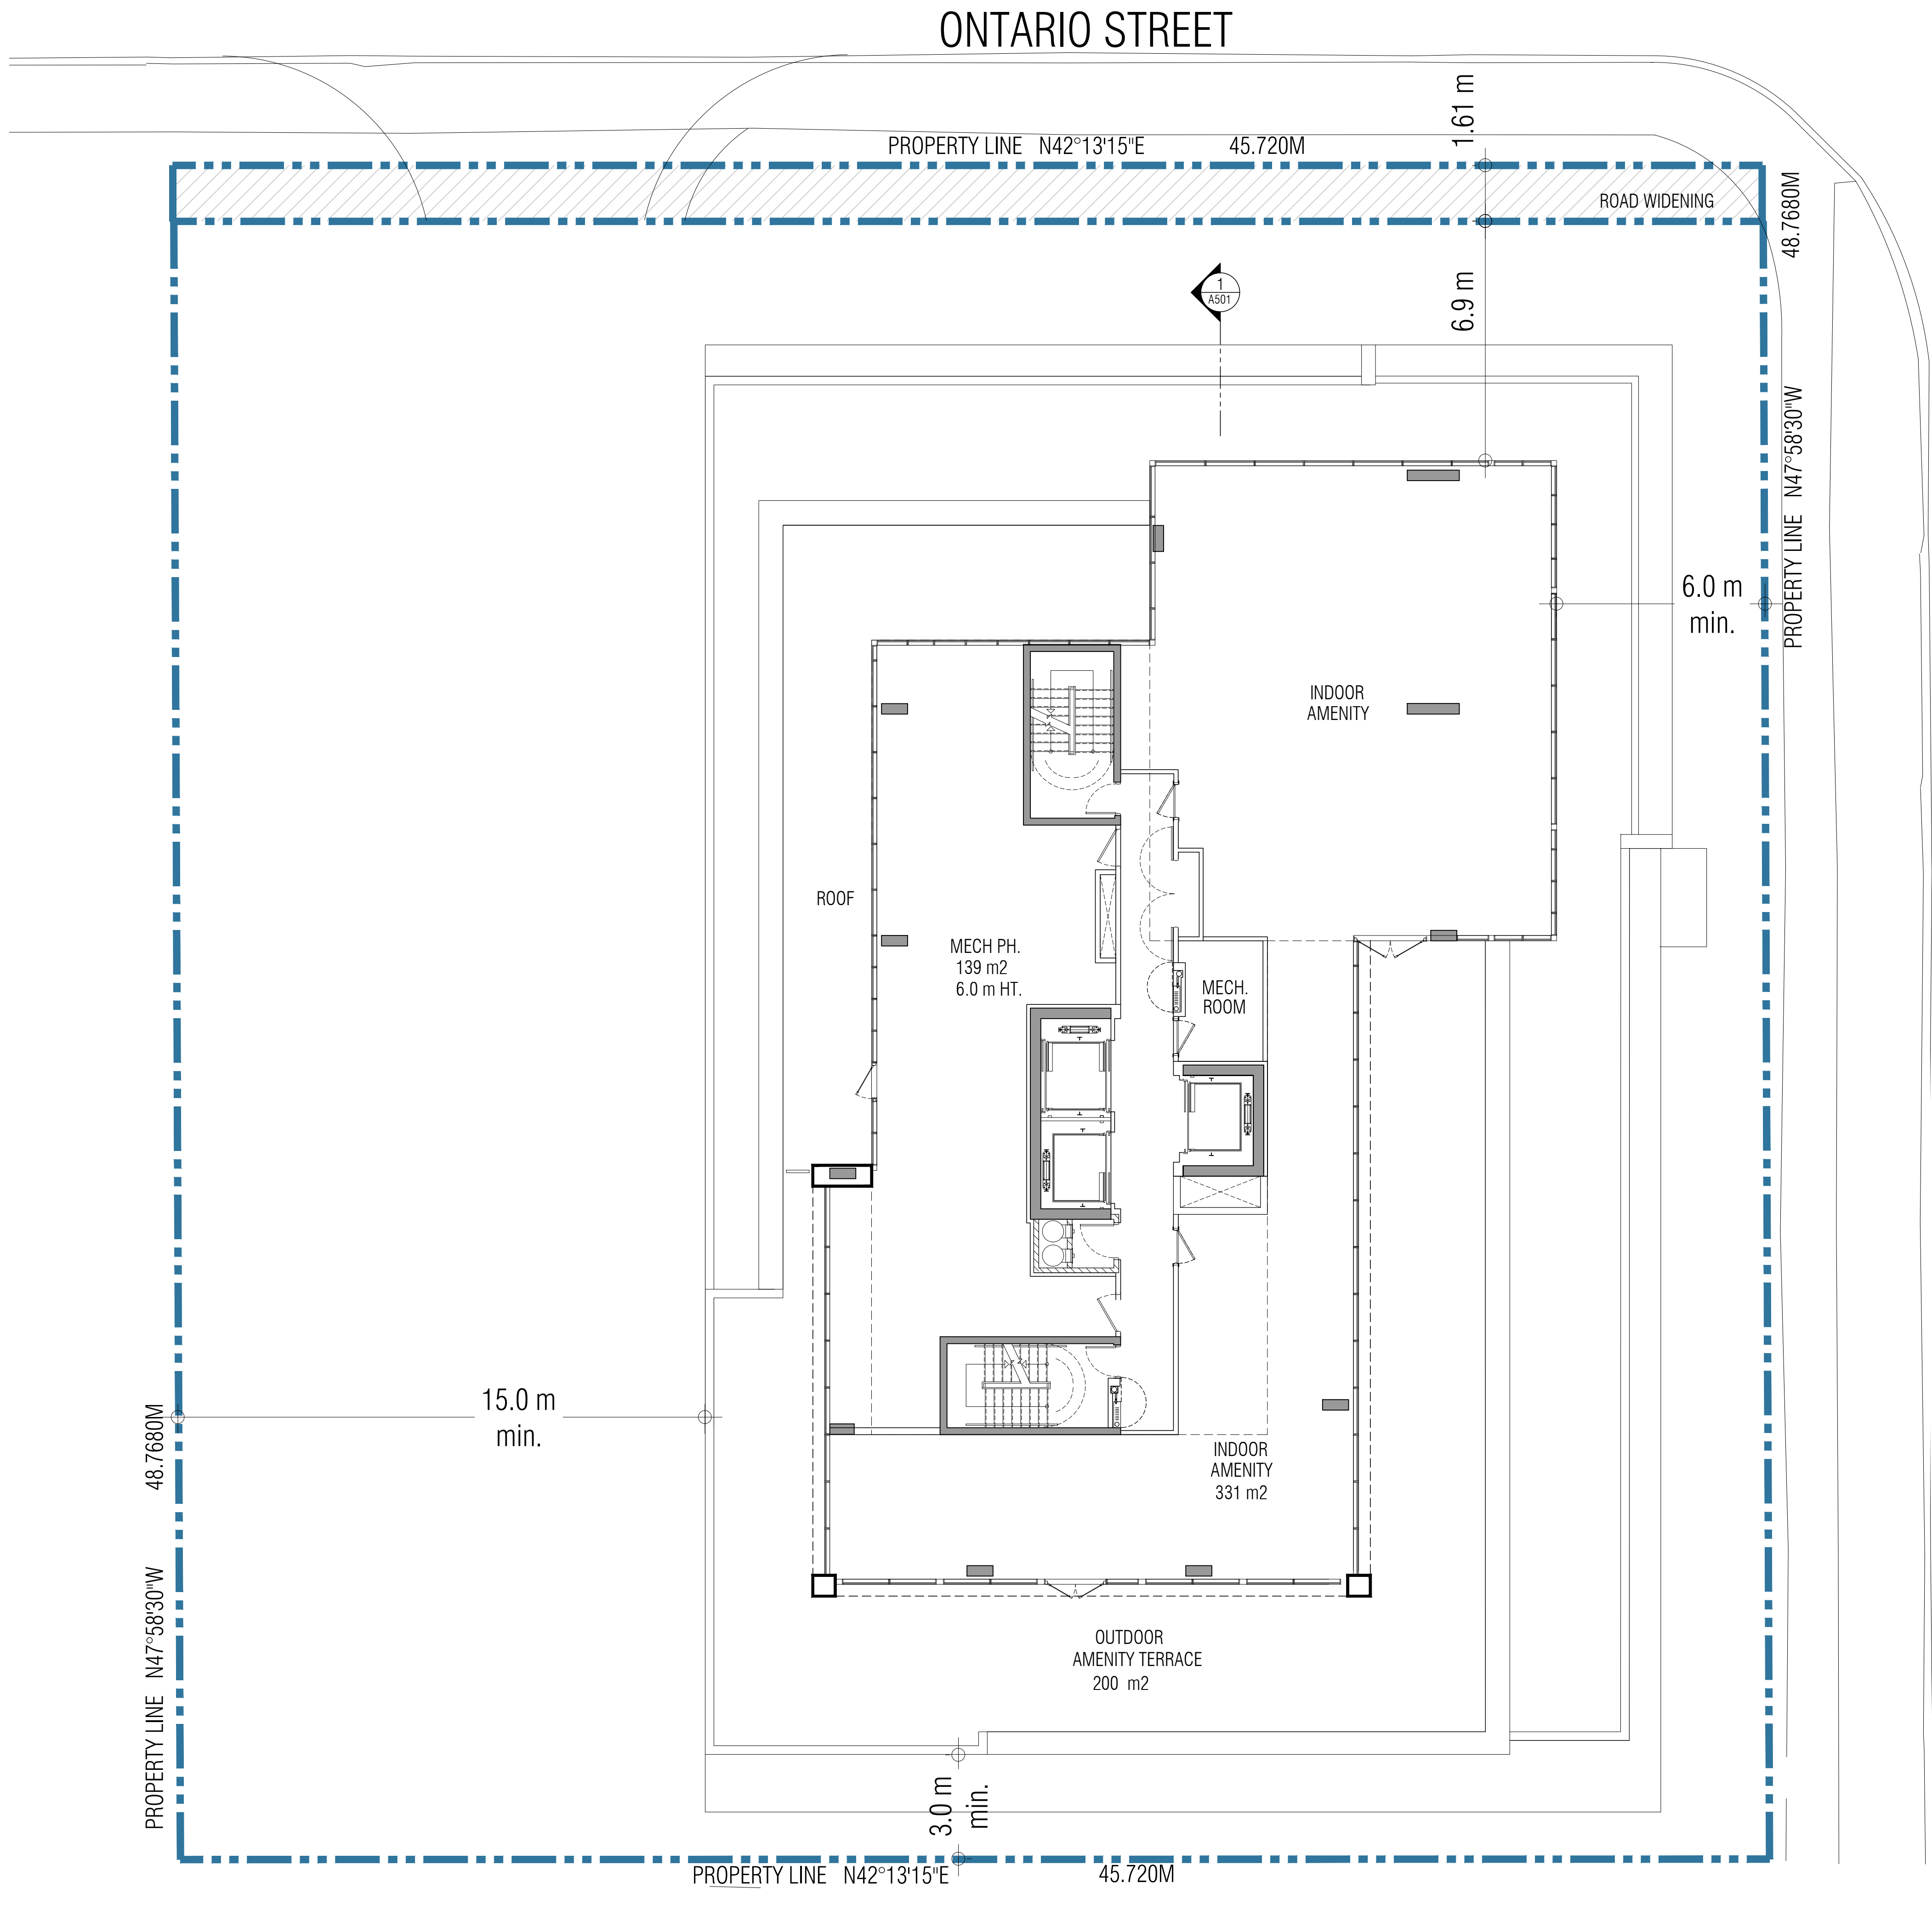 ONTARIO STREET
1.61 m
PROPERTY LINE N42°13'15"E 45.720M
ROAD WIDENING
48.7680M
6.9 m
1
A501
PROPERTY LINE N47°58'30"W
6.0 m
min.
INDOOR
AMENITY
ROOF
MECH PH.
139 m2
6.0 m HT.
MECH.
ROOM
15.0 m
min.
48.7680M
PROPERTY LINE N47°58'30"W
INDOOR
AMENITY
331 m2
OUTDOOR
AMENITY TERRACE
200 m2
3.0 m
min.
PROPERTY LINE N42°13'15"E 45.720M